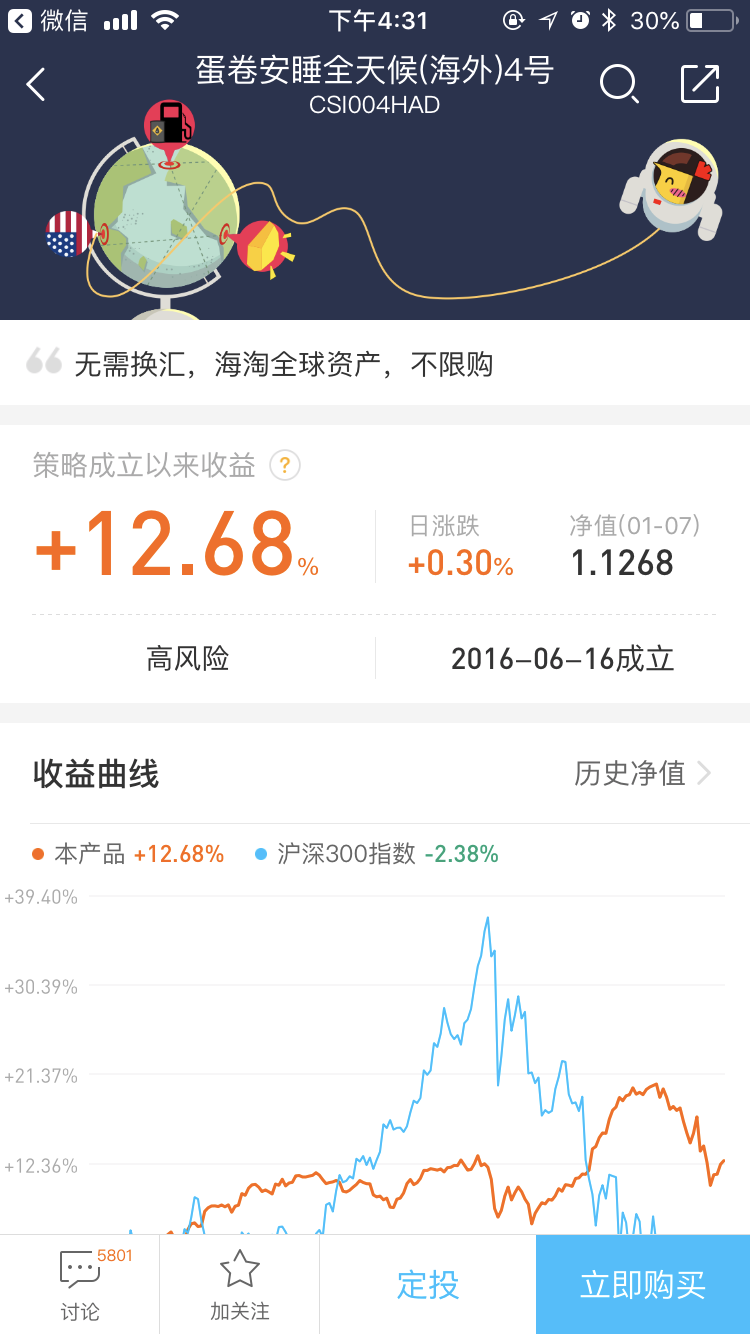 微信 下午4:31 30%
蛋卷安睡全天候(海外)4号
CSI004HAD
无需换汇，海淘全球资产，不限购
策略成立以来收益 ?
+12.68%
日涨跌
+0.30%
净值(01-07)
1.1268
高风险
2016-06-16成立
收益曲线
历史净值
本产品 +12.68% 沪深300指数 -2.38%
+39.40%
+30.39%
+21.37%
+12.36%
5801
讨论
加关注
定投
立即购买